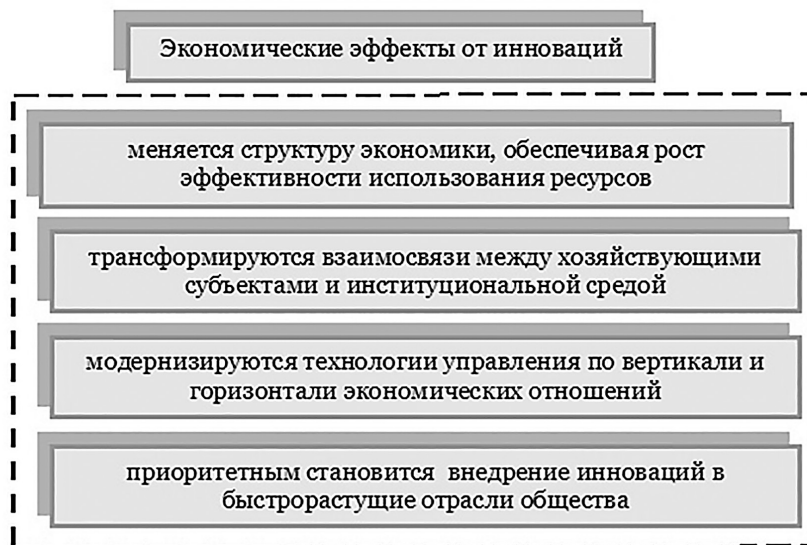 Экономические эффекты от инноваций
меняется структуру экономики, обеспечивая рост
эффективности использования ресурсов
трансформируются взаимосвязи между хозяйствующими
субъектами и институциональной средой
модернизируются технологии управления по вертикали и
горизонтали экономических отношений
приоритетным становится внедрение инноваций в
быстрорастущие отрасли общества